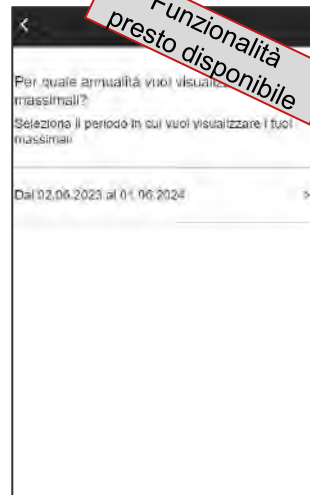 Funzionalità
presto disponibile
Per quale annualità vuoi
massimali?
Seleziona il periodo in cui vuoi visualizzare i tuoi
massimali
Dal 02.06.2023 al 01.06.2024